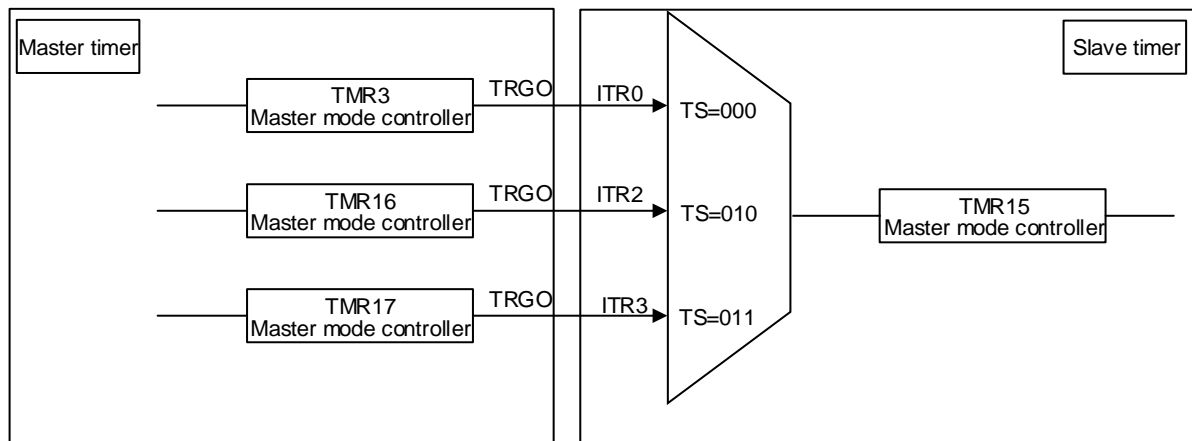 Master timer
Slave timer
TMR3
Master mode controller
TRGO
ITR0
TS=000
TMR16
Master mode controller
TRGO
ITR2
TS=010
TMR15
Master mode controller
TMR17
Master mode controller
TRGO
ITR3
TS=011